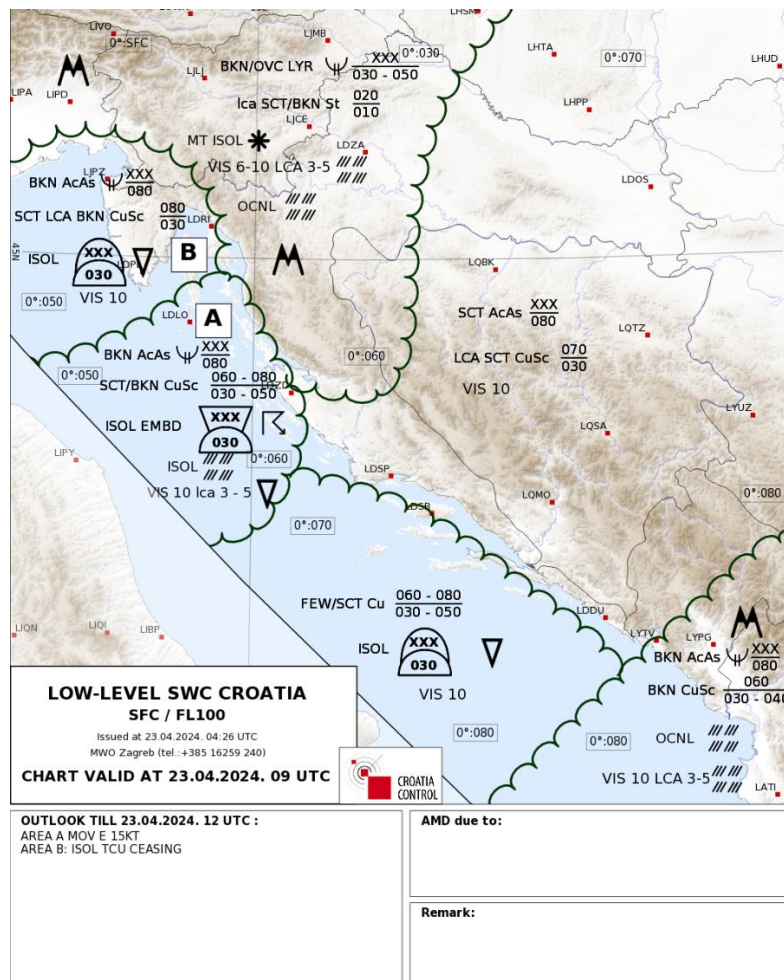 LIVO
LJMB
LHSM
0°:SFC
0°:030
LHTA
0°:070
LHUD
BKN/OVC LYR XXX
030 - 050
LIPA
LIPD
LJLJ
lca SCT/BKN St 020
010
LHPP
LJCE
MT ISOL
LDZA
VIS 6-10 LCA 3-5
LJPZ
BKN AcAs XXX
080
LDOS
OCNL
SCT LCA BKN CuSc 080
030
LDRI
45N
ISOL XXX
030
B
LQBK
VIS 10
0°:050
SCT AcAs XXX
080
LDLO
A
LQTZ
BKN AcAs XXX
080
0°:060
LCA SCT CuSc 070
030
0°:050
VIS 10
SCT/BKN CuSc 060 - 080
030 - 050
LYUZ
ISOL EMBD XXX
030
LQSA
LIPY
ISOL
0°:060
LDSP
VIS 10 lca 3 - 5
LQMO
0°:080
LDSB
0°:070
FEW/SCT Cu 060 - 080
030 - 050
LDDU
LIQN
LIQI
LIBP
ISOL XXX
030
LYTV
LYPG
BKN AcAs XXX
080
VIS 10
BKN CuSc 060
030 - 040
0°:080
0°:080
OCNL
VIS 10 LCA 3-5
LATI
LOW-LEVEL SWC CROATIA
SFC / FL100
Issued at 23.04.2024. 04:26 UTC
MWO Zagreb (tel.:+385 16259 240)
CHART VALID AT 23.04.2024. 09 UTC
CROATIA
CONTROL
OUTLOOK TILL 23.04.2024. 12 UTC :
AREA A MOV E 15KT
AREA B: ISOL TCU CEASING
AMD due to:
Remark: